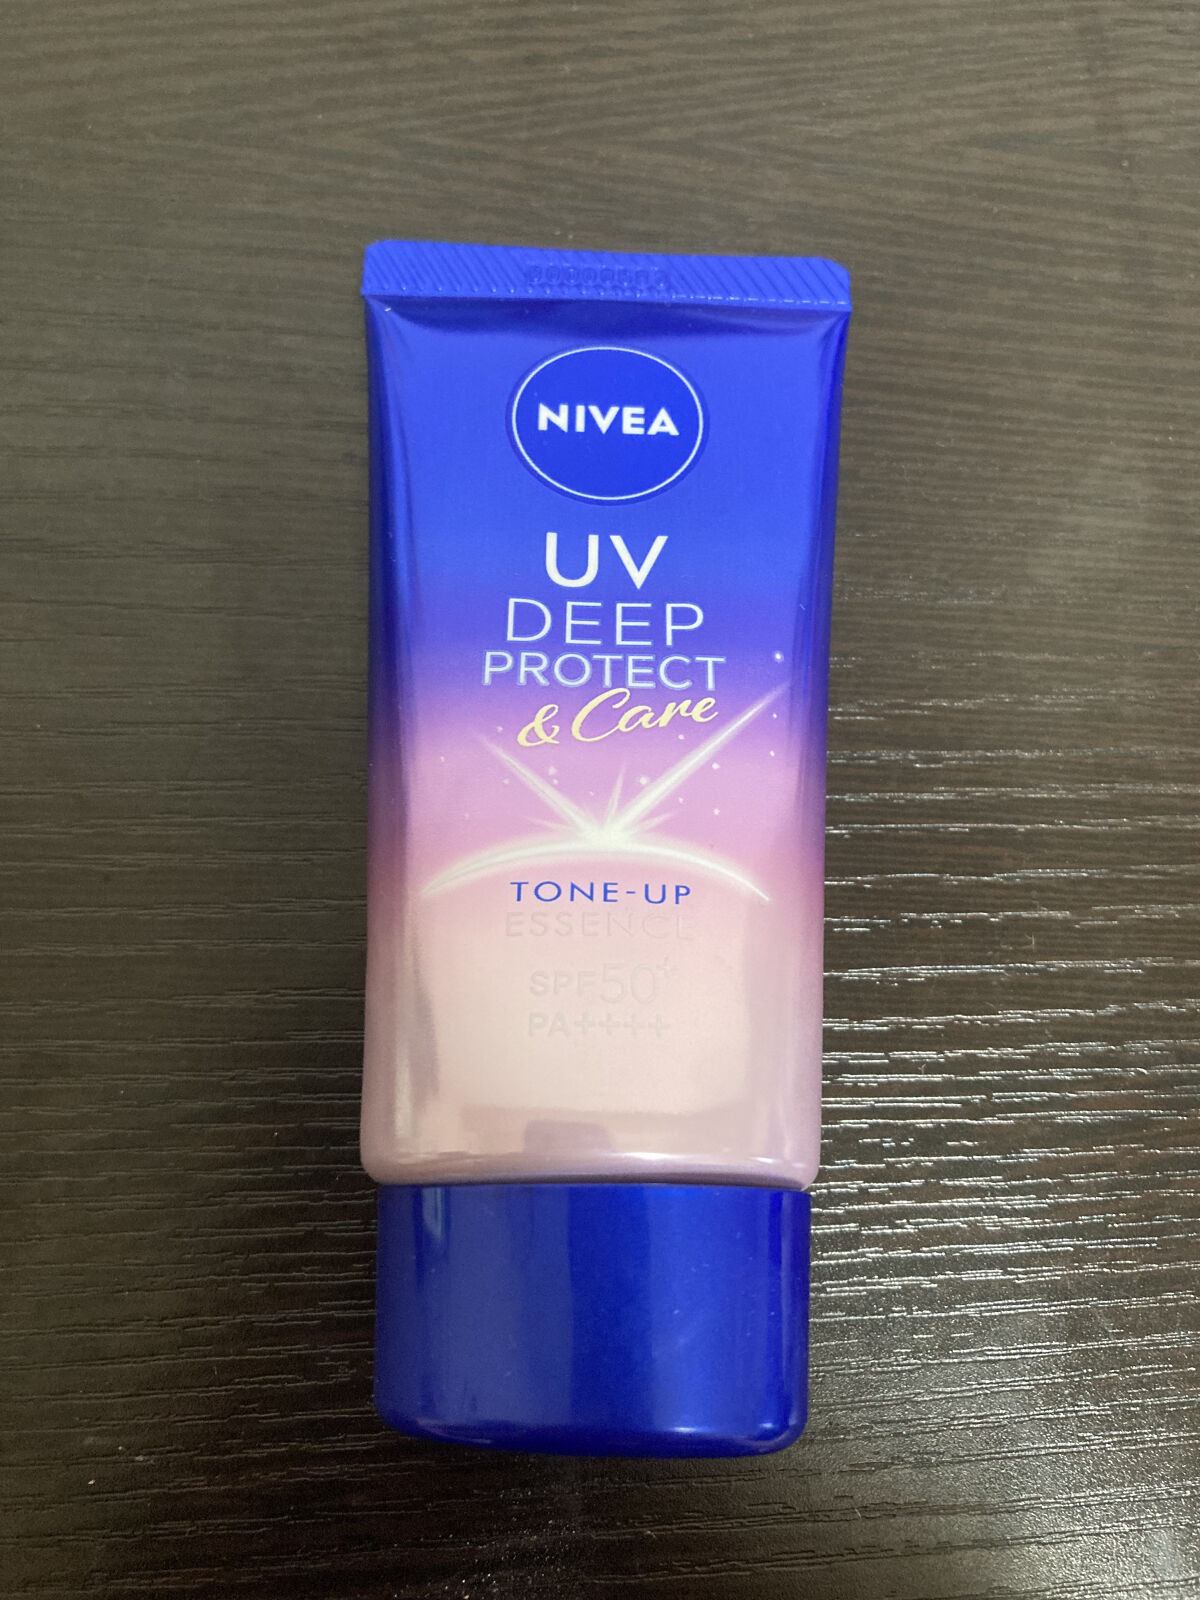 NIVEA
UV
DEEP
PROTECT
& Care
TONE-UP
ESSENCE
SPF50+
PA++++